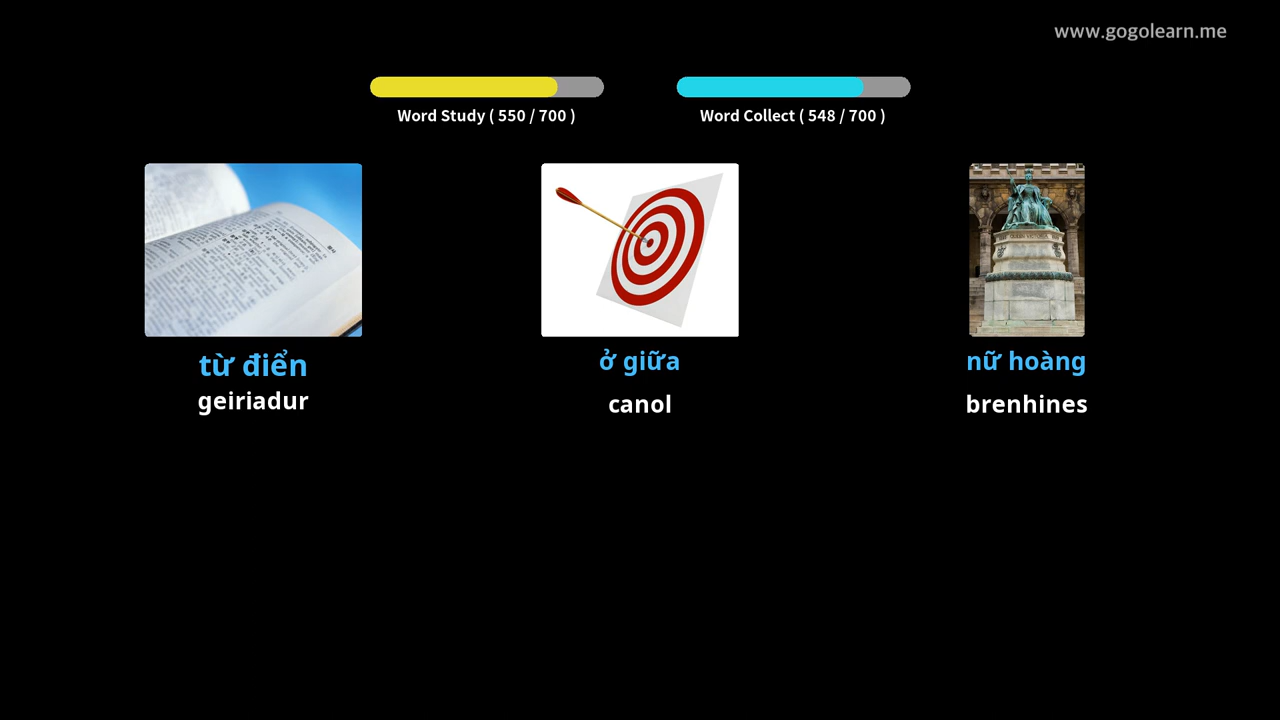 www.gogolearn.me
Word Study ( 550 / 700 )
Word Collect ( 548 / 700 )
từ điển
geiriadur
ở giữa
canol
nữ hoàng
brenhines